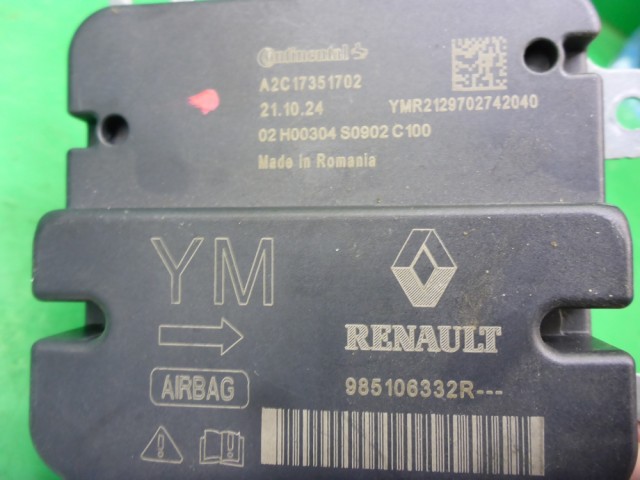 Continental
A2C17351702
21.10.24 YMR2129702742040
02 H00304 S0902 C100
Made in Romania
YM
RENAULT
AIRBAG
985106332R---